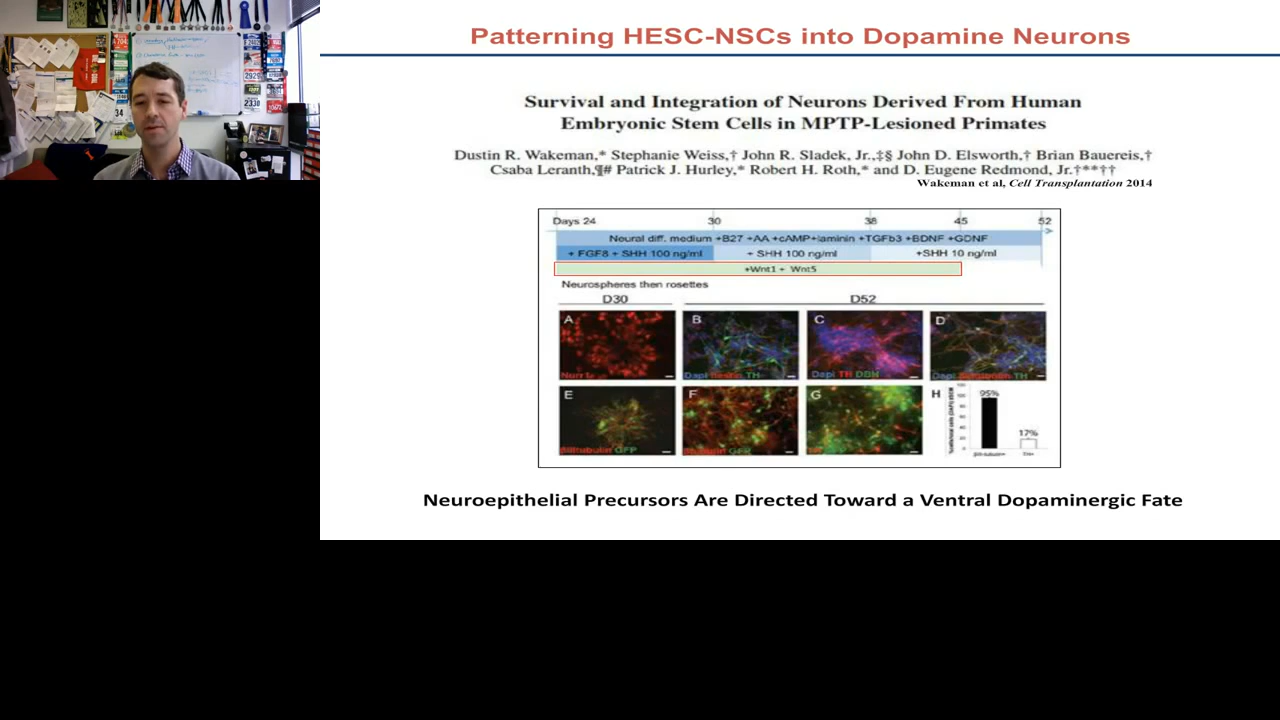 Patterning HESC-NSCs into Dopamine Neurons
Survival and Integration of Neurons Derived From Human
Embryonic Stem Cells in MPTP-Lesioned Primates
Dustin R. Wakeman,* Stephanie Weiss,† John R. Sladek, Jr.,‡§ John D. Elsworth,† Brian Bauereis,†
Csaba Leranth,¶# Patrick J. Hurley,* Robert H. Roth,* and D. Eugene Redmond, Jr.†**††
Wakeman et al, Cell Transplantation 2014
Days 24 30 38 45 52
Neural diff. medium +B27 +AA +cAMP+laminin +TGFb3 +BDNF +GDNF
+ FGF8 + SHH 100 ng/ml + SHH 100 ng/ml +SHH 10 ng/ml
+Wnt1 + Wnt5
Neurospheres then rosettes
D30 D52
A B C D
Dapi TH DBH
E F G H
GFP
95%
17%
Neuroepithelial Precursors Are Directed Toward a Ventral Dopaminergic Fate